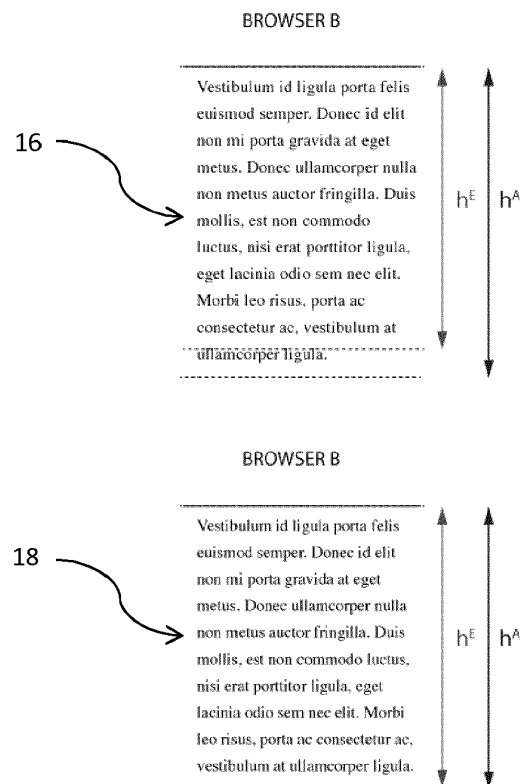 BROWSER B
Vestibulum id ligula porta felis
euismod semper. Donec id elit
non mi porta gravida at eget
metus. Donec ullamcorper nulla
non metus auctor fringilla. Duis
mollis, est non commodo
luctus, nisi erat porttitor ligula,
eget lacinia odio sem nec elit.
Morbi leo risus, porta ac
consectetur ac, vestibulum at
ullamcorper ligula.
16
hᴱ hᴬ
BROWSER B
Vestibulum id ligula porta felis
euismod semper. Donec id elit
non mi porta gravida at eget
metus. Donec ullamcorper nulla
non metus auctor fringilla. Duis
mollis, est non commodo luctus,
nisi erat porttitor ligula, eget
lacinia odio sem nec elit. Morbi
leo risus, porta ac consectetur ac,
vestibulum at ullamcorper ligula.
18
hᴱ hᴬ